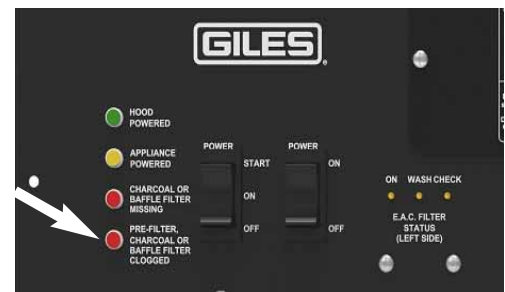 GILES
HOOD
POWERED
APPLIANCE
POWERED
CHARCOAL OR
BAFFLE FILTER
MISSING
PRE-FILTER,
CHARCOAL OR
BAFFLE FILTER
CLOGGED
POWER
START
ON
OFF
POWER
ON
OFF
ON WASH CHECK
E.A.C. FILTER
STATUS
(LEFT SIDE)